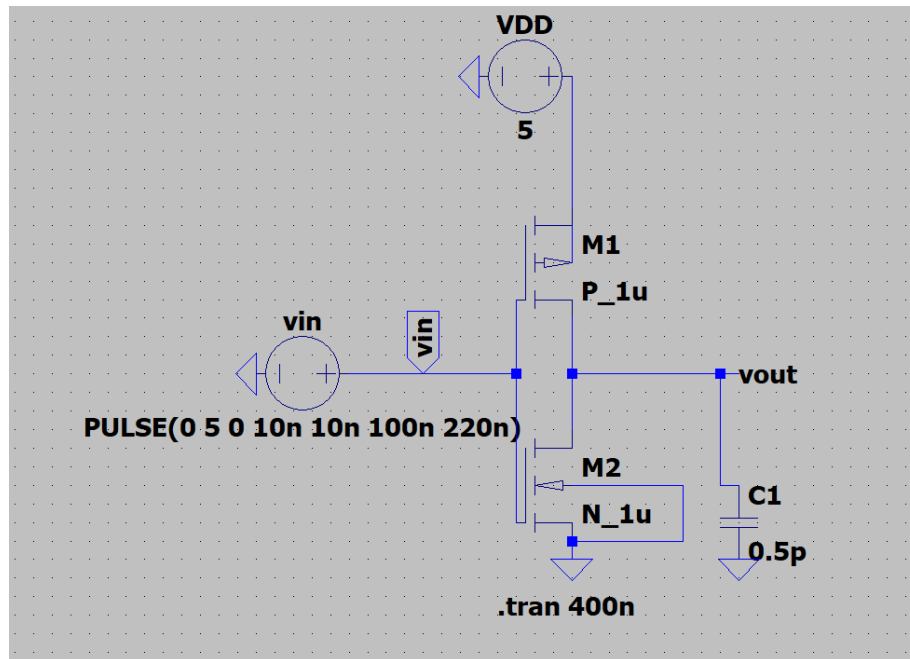 VDD
5
M1
P_1u
vin
vin
vout
PULSE(0 5 0 10n 10n 100n 220n)
M2
N_1u
C1
0.5p
.tran 400n